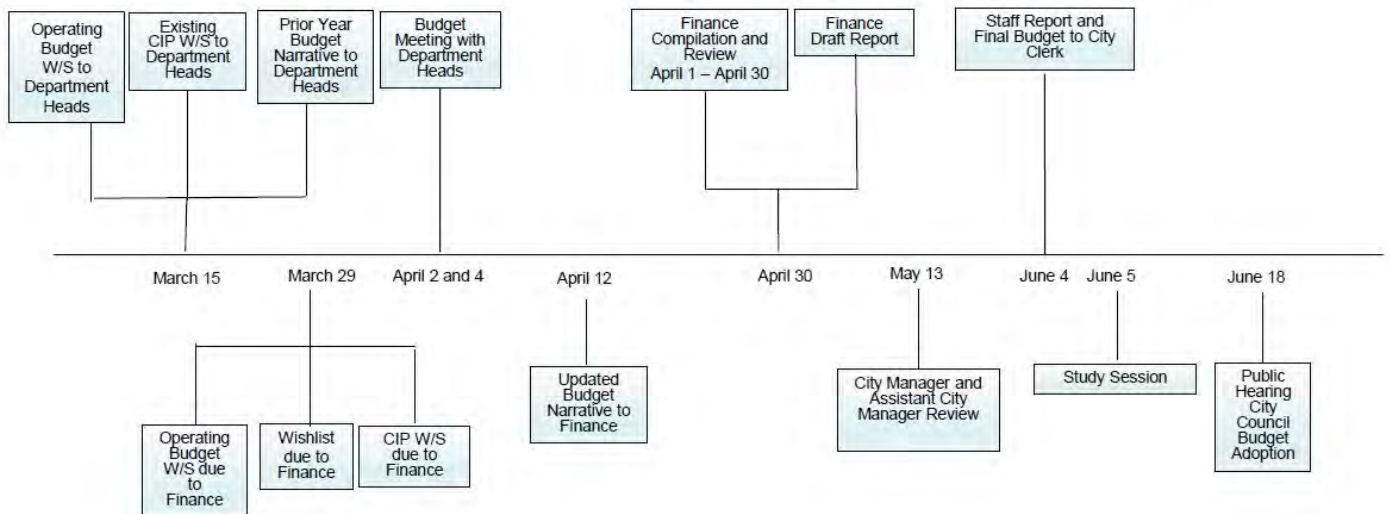 Operating
Budget
W/S to
Department
Heads
Existing
CIP W/S to
Department
Heads
Prior Year
Budget
Narrative to
Department
Heads
Budget
Meeting with
Department
Heads
Finance
Compilation and
Review
April 1 – April 30
Finance
Draft Report
Staff Report and
Final Budget to City
Clerk
March 15
March 29
April 2 and 4
April 12
April 30
May 13
June 4
June 5
June 18
Operating
Budget
W/S due
to
Finance
Wishlist
due to
Finance
CIP W/S
due to
Finance
Updated
Budget
Narrative to
Finance
City Manager and
Assistant City
Manager Review
Study Session
Public
Hearing
City
Council
Budget
Adoption